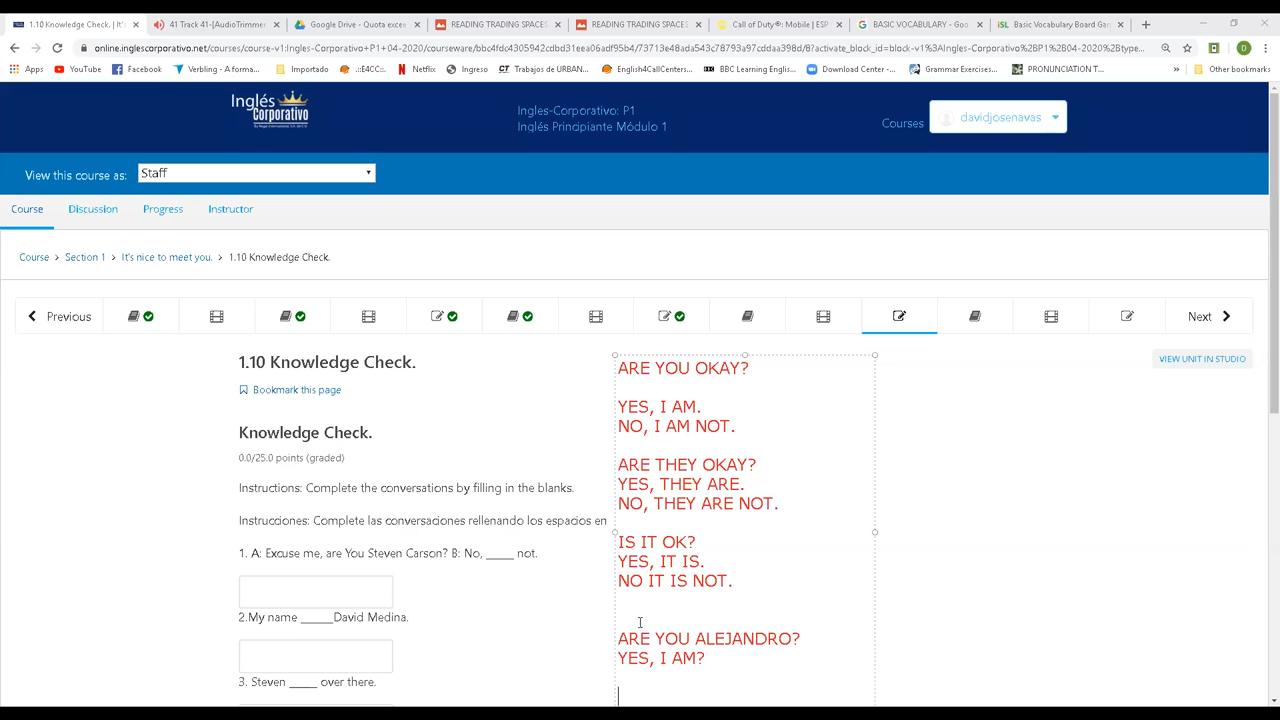 1.10 Knowledge Check. | It's
41 Track 41-[AudioTrimmer
Google Drive - Quota excee
READING TRADING SPACES
READING TRADING SPACES
Call of Duty®: Mobile | ESP
BASIC VOCABULARY - Goo
Basic Vocabulary Board Gam
online.inglescorporativo.net/courses/course-v1:Ingles-Corporativo+P1+04-2020/courseware/bbc4fdc4305942cdbd31eea06adf95b4/73713e48ada543c78793a97cddaa398d/8?activate_block_id=block-v1%3AIngles-Corporativo%2BP1%2B04-2020%2Btype...
Apps
YouTube
Facebook
Verbling - A forma...
Importado
.::E4CC::.
Netflix
Ingreso
Trabajos de URBAN...
English4CallCenters...
BBC Learning Englis...
Download Center -...
Grammar Exercises...
PRONUNCIATION T...
»
Other bookmarks
Inglés
Corporativo
Ingles-Corporativo: P1
Inglés Principiante Módulo 1
Courses
davidjosenavas
View this course as:
Staff
Course
Discussion
Progress
Instructor
Course > Section 1 > It's nice to meet you. > 1.10 Knowledge Check.
Previous
Next
1.10 Knowledge Check.
VIEW UNIT IN STUDIO
Bookmark this page
Knowledge Check.
0.0/25.0 points (graded)
Instructions: Complete the conversations by filling in the blanks.
Instrucciones: Complete las conversaciones rellenando los espacios en
1. A: Excuse me, are You Steven Carson? B: No, _____ not.
2.My name ______David Medina.
3. Steven _____ over there.
ARE YOU OKAY?
YES, I AM.
NO, I AM NOT.
ARE THEY OKAY?
YES, THEY ARE.
NO, THEY ARE NOT.
IS IT OK?
YES, IT IS.
NO IT IS NOT.
ARE YOU ALEJANDRO?
YES, I AM?